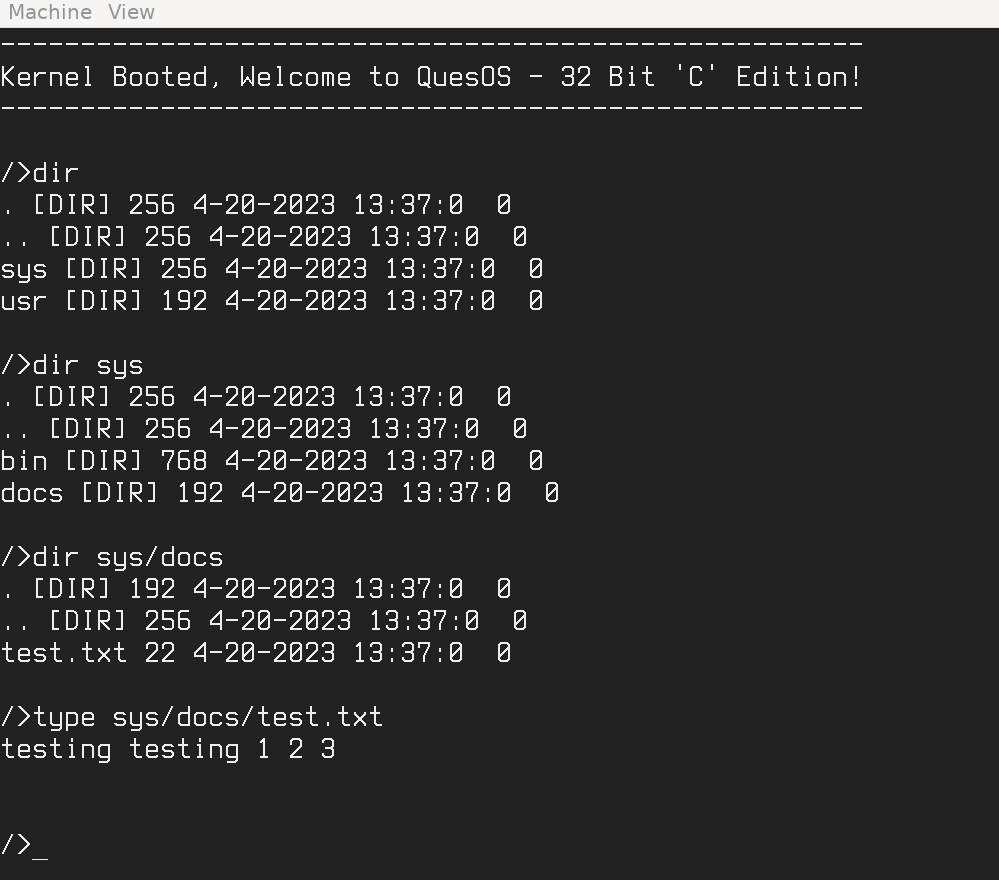 Machine View
------------------------------------------------------
Kernel Booted, Welcome to QuesOS - 32 Bit 'C' Edition!
------------------------------------------------------
/>dir
. [DIR] 256 4-20-2023 13:37:0  0
.. [DIR] 256 4-20-2023 13:37:0  0
sys [DIR] 256 4-20-2023 13:37:0  0
usr [DIR] 192 4-20-2023 13:37:0  0
/>dir sys
. [DIR] 256 4-20-2023 13:37:0  0
.. [DIR] 256 4-20-2023 13:37:0  0
bin [DIR] 768 4-20-2023 13:37:0  0
docs [DIR] 192 4-20-2023 13:37:0  0
/>dir sys/docs
. [DIR] 192 4-20-2023 13:37:0  0
.. [DIR] 256 4-20-2023 13:37:0  0
test.txt 22 4-20-2023 13:37:0  0
/>type sys/docs/test.txt
testing testing 1 2 3
/>_